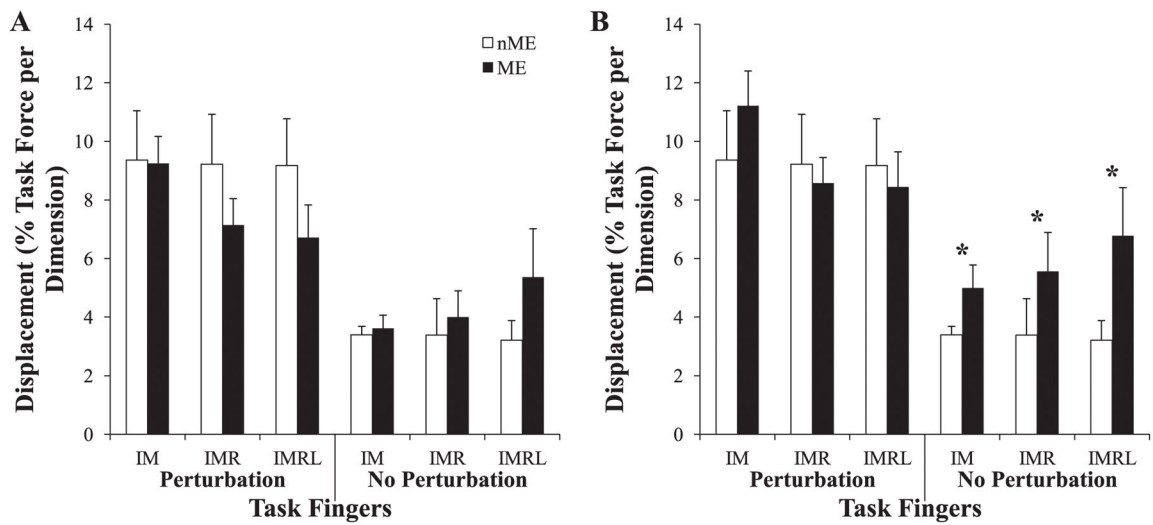 A
Displacement (% Task Force per
Dimension)
14
12
10
8
6
4
2
0
nME
ME
IM IMR IMRL IM IMR IMRL
Perturbation No Perturbation
Task Fingers
B
Displacement (% Task Force per
Dimension)
14
12
10
8
6
4
2
0
* * *
IM IMR IMRL IM IMR IMRL
Perturbation No Perturbation
Task Fingers